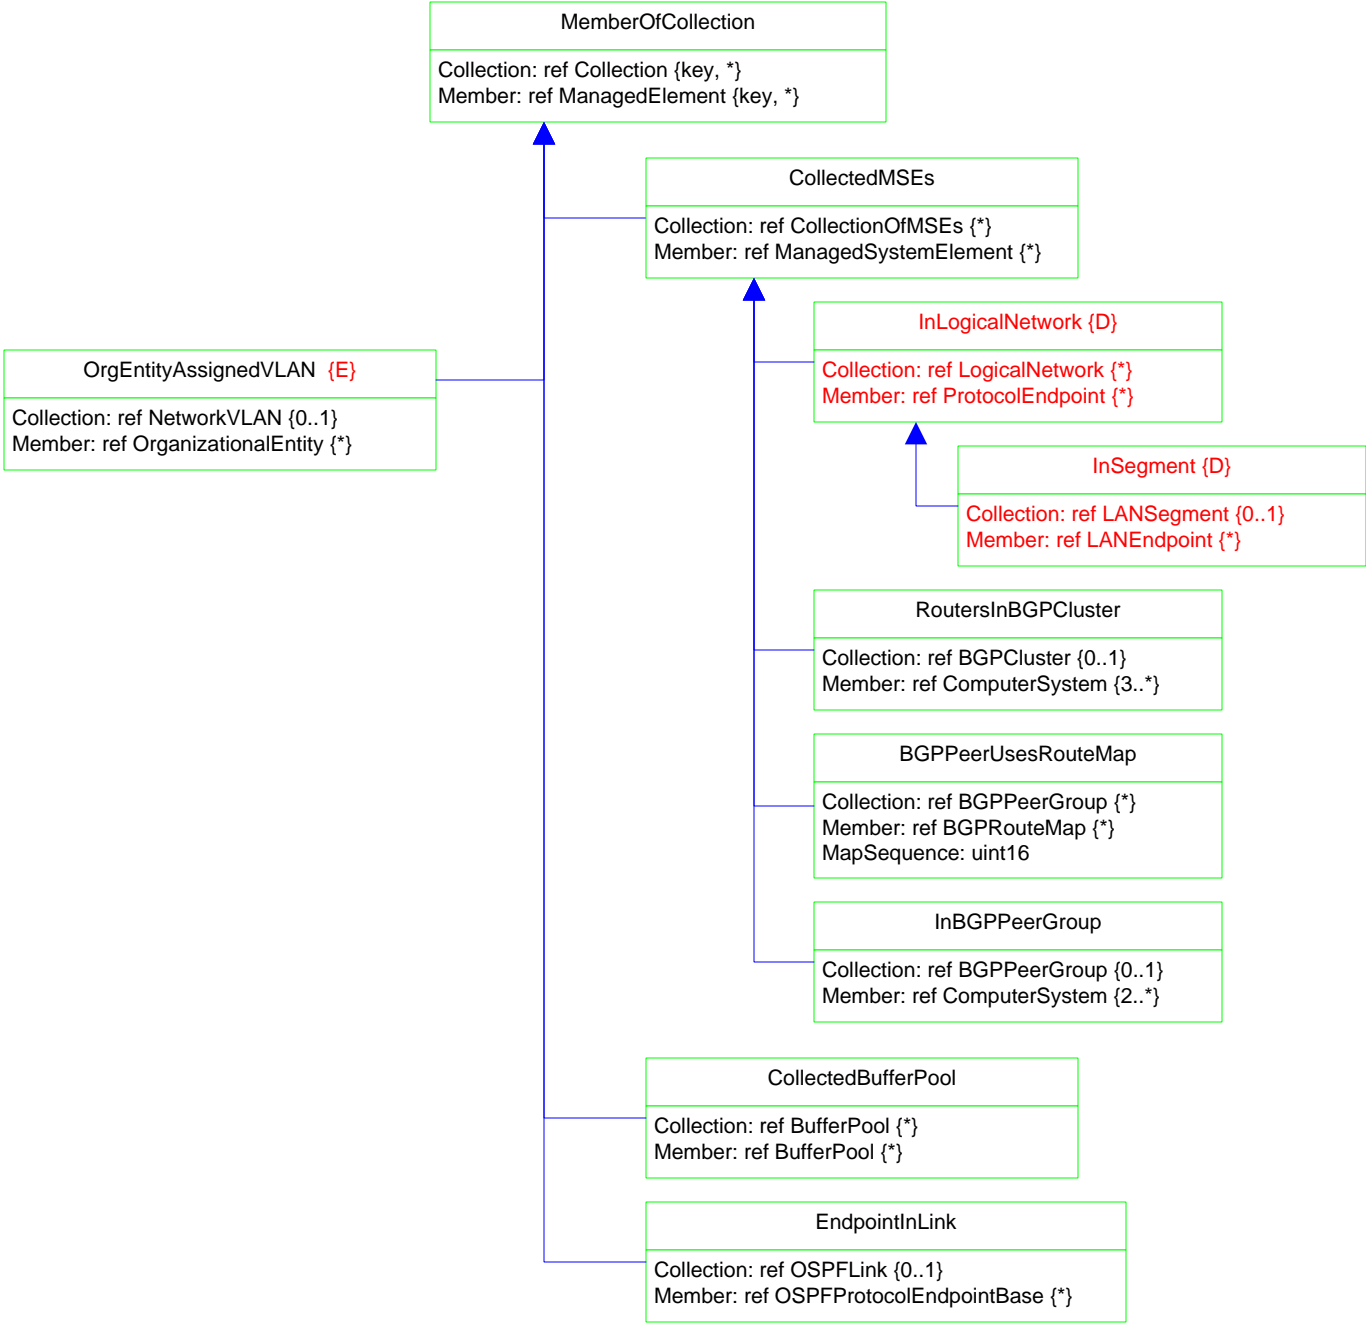 MemberOfCollection
Collection: ref Collection {key, *}
Member: ref ManagedElement {key, *}
CollectedMSEs
Collection: ref CollectionOfMSEs {*}
Member: ref ManagedSystemElement {*}
InLogicalNetwork {D}
Collection: ref LogicalNetwork {*}
Member: ref ProtocolEndpoint {*}
OrgEntityAssignedVLAN {E}
Collection: ref NetworkVLAN {0..1}
Member: ref OrganizationalEntity {*}
InSegment {D}
Collection: ref LANSegment {0..1}
Member: ref LANEndpoint {*}
RoutersInBGPCluster
Collection: ref BGPCluster {0..1}
Member: ref ComputerSystem {3..*}
BGPPeerUsesRouteMap
Collection: ref BGPPeerGroup {*}
Member: ref BGPRouteMap {*}
MapSequence: uint16
InBGPPeerGroup
Collection: ref BGPPeerGroup {0..1}
Member: ref ComputerSystem {2..*}
CollectedBufferPool
Collection: ref BufferPool {*}
Member: ref BufferPool {*}
EndpointInLink
Collection: ref OSPFLink {0..1}
Member: ref OSPFProtocolEndpointBase {*}